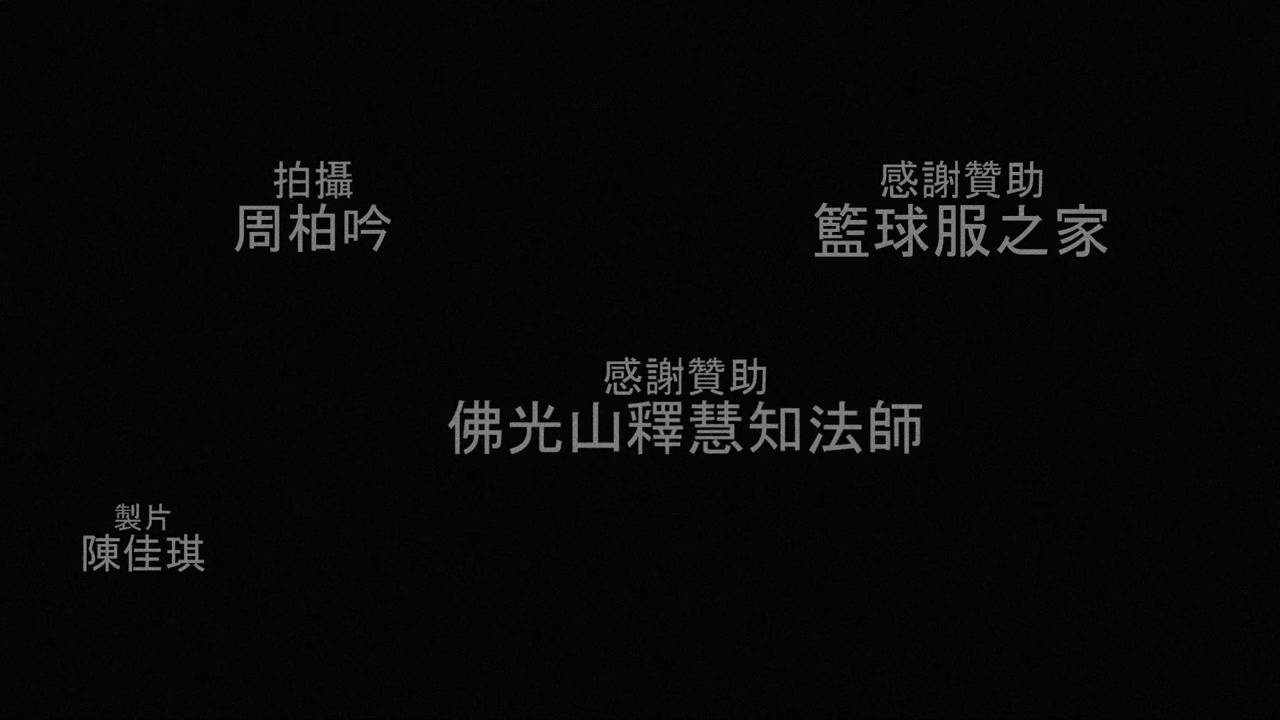 拍攝
周柏吟
感謝贊助
籃球服之家
感謝贊助
佛光山釋慧知法師
製片
陳佳琪